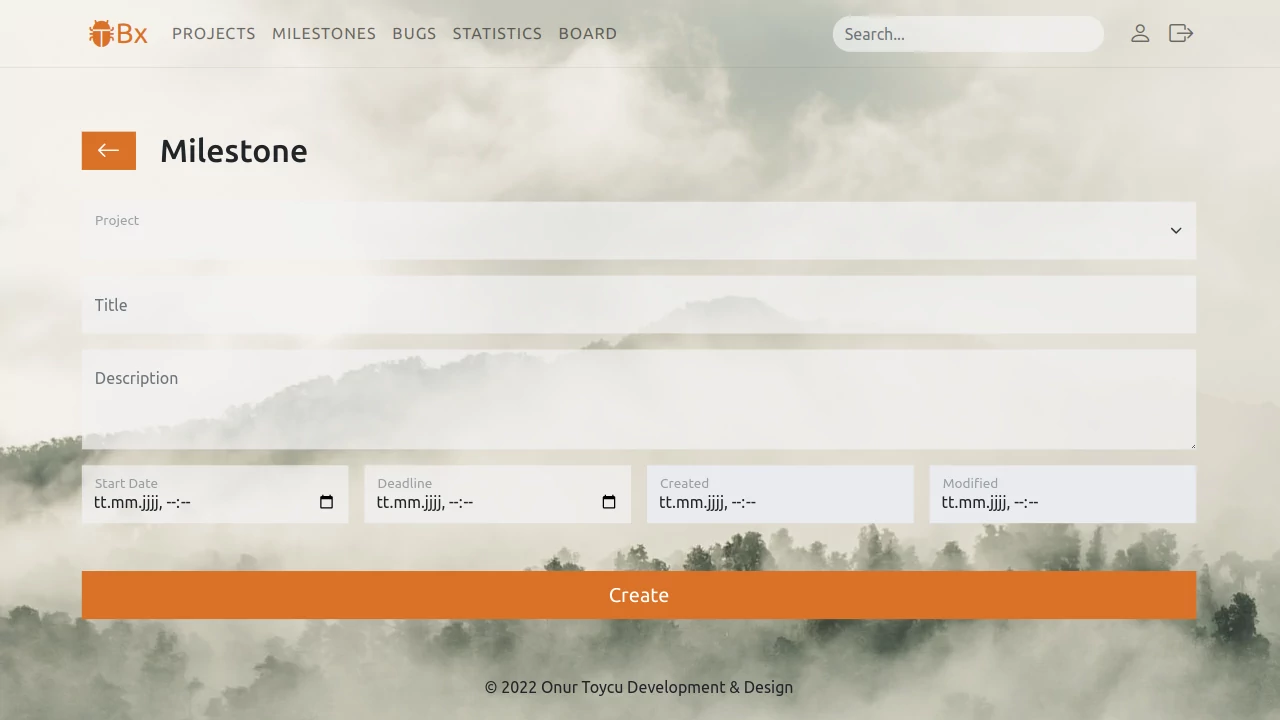 Bx PROJECTS MILESTONES BUGS STATISTICS BOARD Search...
Milestone
Project
Title
Description
Start Date Deadline Created Modified
tt.mm.jjjj, --:-- tt.mm.jjjj, --:-- tt.mm.jjjj, --:-- tt.mm.jjjj, --:--
Create
© 2022 Onur Toycu Development & Design